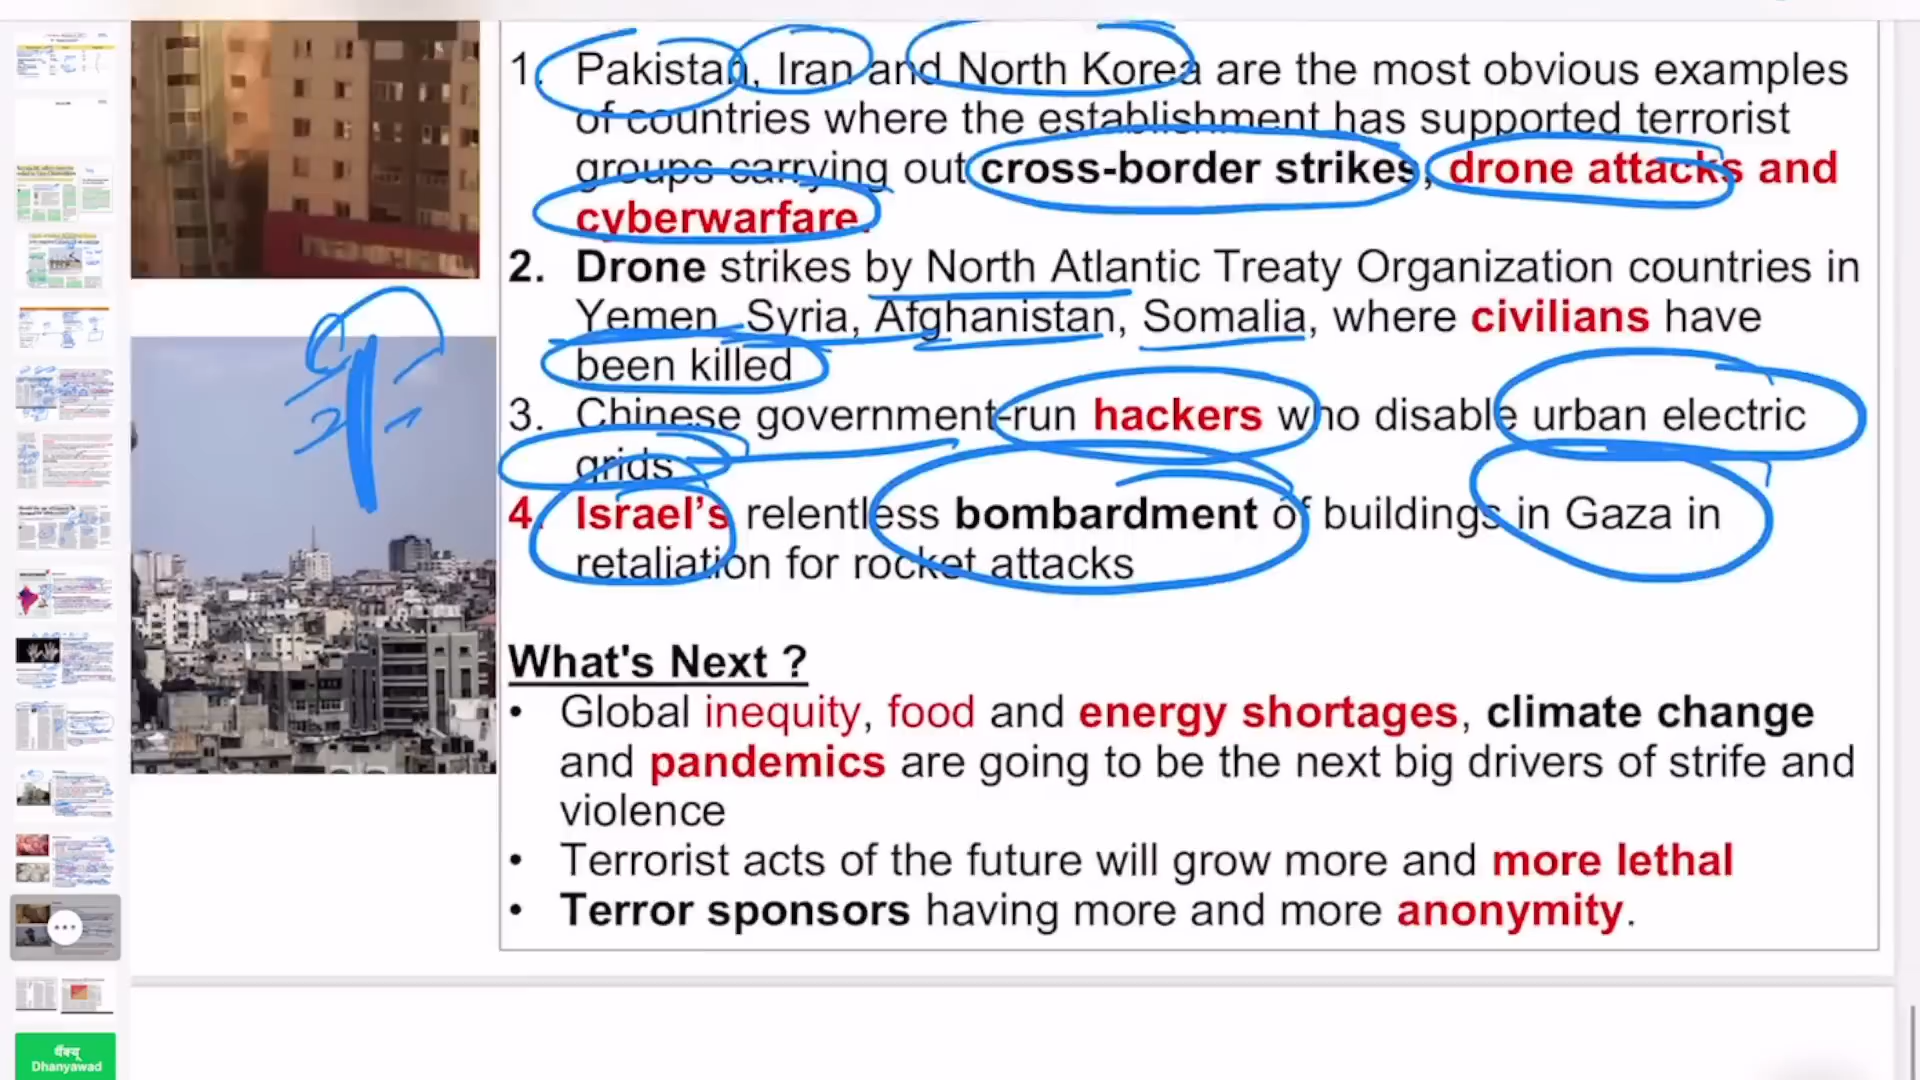 1. Pakistan, Iran and North Korea are the most obvious examples
of countries where the establishment has supported terrorist
groups carrying out cross-border strikes, drone attacks and
cyberwarfare.
2. Drone strikes by North Atlantic Treaty Organization countries in
Yemen, Syria, Afghanistan, Somalia, where civilians have
been killed
3. Chinese government-run hackers who disable urban electric
grids
4. Israel's relentless bombardment of buildings in Gaza in
retaliation for rocket attacks
What's Next ?
• Global inequity, food and energy shortages, climate change
and pandemics are going to be the next big drivers of strife and
violence
• Terrorist acts of the future will grow more and more lethal
• Terror sponsors having more and more anonymity.
थैंक्यू
Dhanyawad